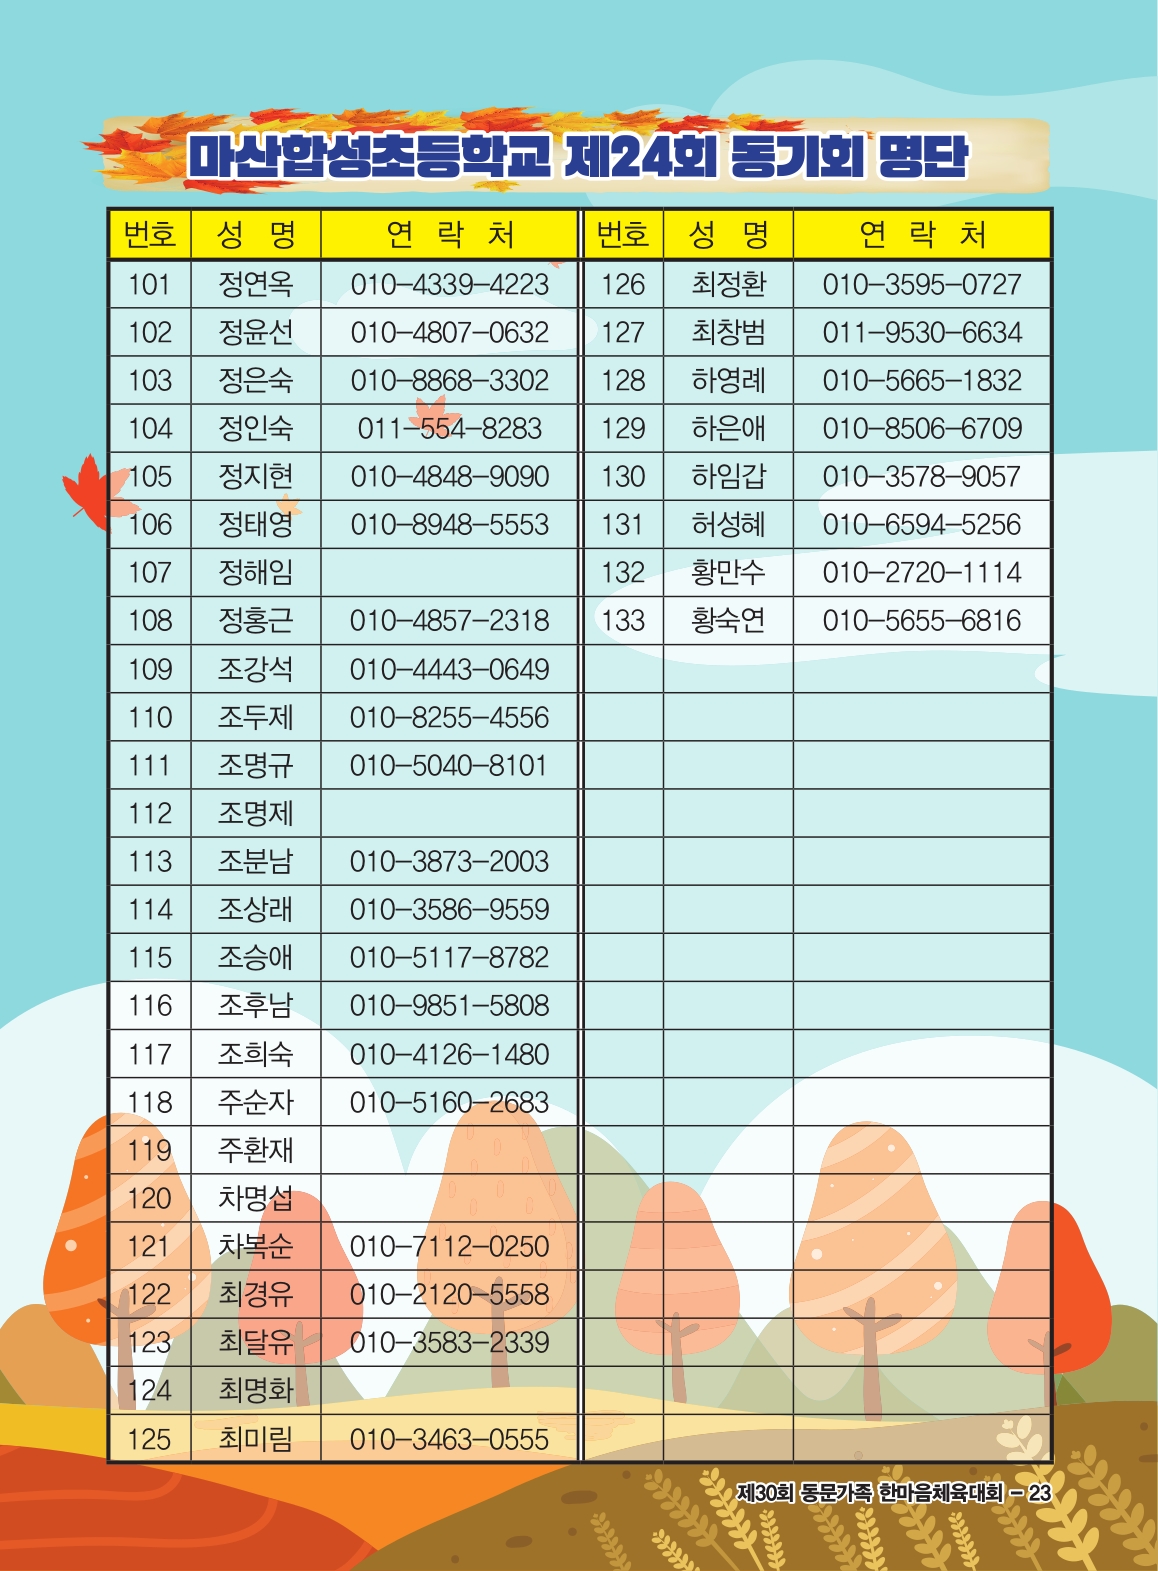 마산합성초등학교 제24회 동기회 명단
번호 성 명 연 락 처 번호 성 명 연 락 처
101 정연옥 010-4339-4223 126 최정환 010-3595-0727
102 정윤선 010-4807-0632 127 최창범 011-9530-6634
103 정은숙 010-8868-3302 128 하영례 010-5665-1832
104 정인숙 011-554-8283 129 하은애 010-8506-6709
105 정지현 010-4848-9090 130 하임갑 010-3578-9057
106 정태영 010-8948-5553 131 허성혜 010-6594-5256
107 정해임 132 황만수 010-2720-1114
108 정홍근 010-4857-2318 133 황숙연 010-5655-6816
109 조강석 010-4443-0649
110 조두제 010-8255-4556
111 조명규 010-5040-8101
112 조명제
113 조분남 010-3873-2003
114 조상래 010-3586-9559
115 조승애 010-5117-8782
116 조후남 010-9851-5808
117 조희숙 010-4126-1480
118 주순자 010-5160-2683
119 주환재
120 차명섭
121 차복순 010-7112-0250
122 최경유 010-2120-5558
123 최달유 010-3583-2339
124 최명화
125 최미림 010-3463-0555
제30회 동문가족 한마음체육대회 - 23